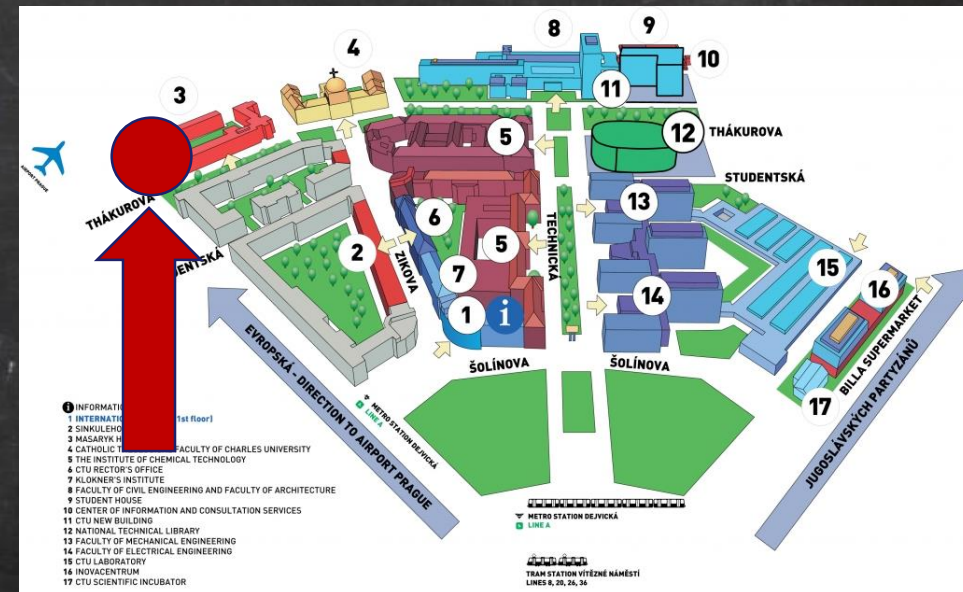 8
9
4
10
3
11
5
12
THÁKUROVA
AIRPORT PRAGUE
STUDENTSKÁ
13
THÁKUROVA
6
TECHNICKÁ
2
ZIKOVA
5
15
7
14
16
1
i
BILLA SUPERMARKET
ŠOLÍNOVA
ŠOLÍNOVA
17
EVROPSKÁ - DIRECTION TO AIRPORT PRAGUE
METRO STATION DEJVICKÁ
LINE A
JUGOSLÁVSKÝCH PARTYZÁNŮ
i
1 1st floor)
2
3 MASARYK
4 CATHOLIC FACULTY OF CHARLES UNIVERSITY
5 THE INSTITUTE OF CHEMICAL TECHNOLOGY
6 CTU RECTOR'S OFFICE
7 KLOKNER'S INSTITUTE
8 FACULTY OF CIVIL ENGINEERING AND FACULTY OF ARCHITECTURE
9 STUDENT HOUSE
10 CENTER OF INFORMATION AND CONSULTATION SERVICES
11 CTU NEW BUILDING
12 NATIONAL TECHNICAL LIBRARY
13 FACULTY OF MECHANICAL ENGINEERING
14 FACULTY OF ELECTRICAL ENGINEERING
15 CTU LABORATORY
16 INOVACENTRUM
17 CTU SCIENTIFIC INCUBATOR
METRO STATION DEJVICKÁ
LINE A
TRAM STATION VÍTĚZNÉ NÁMĚSTÍ
LINES 8, 20, 26, 36